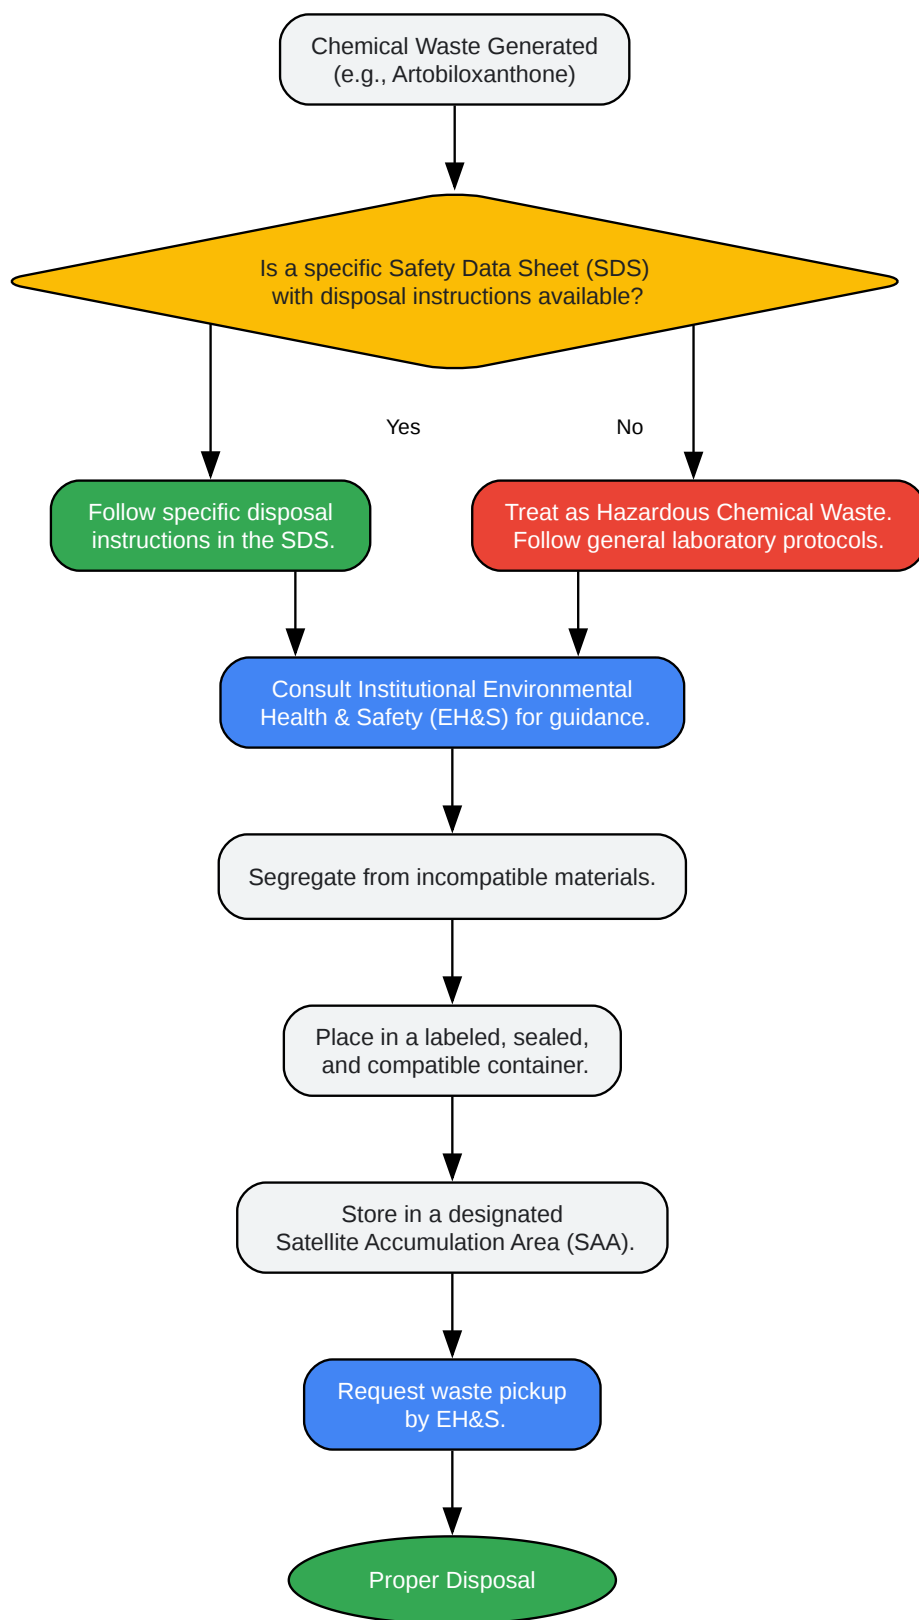 Chemical Waste Generated
(e.g., Artobiloxanthone)
Is a specific Safety Data Sheet (SDS)
with disposal instructions available?
Yes
No
Follow specific disposal
instructions in the SDS.
Treat as Hazardous Chemical Waste.
Follow general laboratory protocols.
Consult Institutional Environmental
Health & Safety (EH&S) for guidance.
Segregate from incompatible materials.
Place in a labeled, sealed,
and compatible container.
Store in a designated
Satellite Accumulation Area (SAA).
Request waste pickup
by EH&S.
Proper Disposal